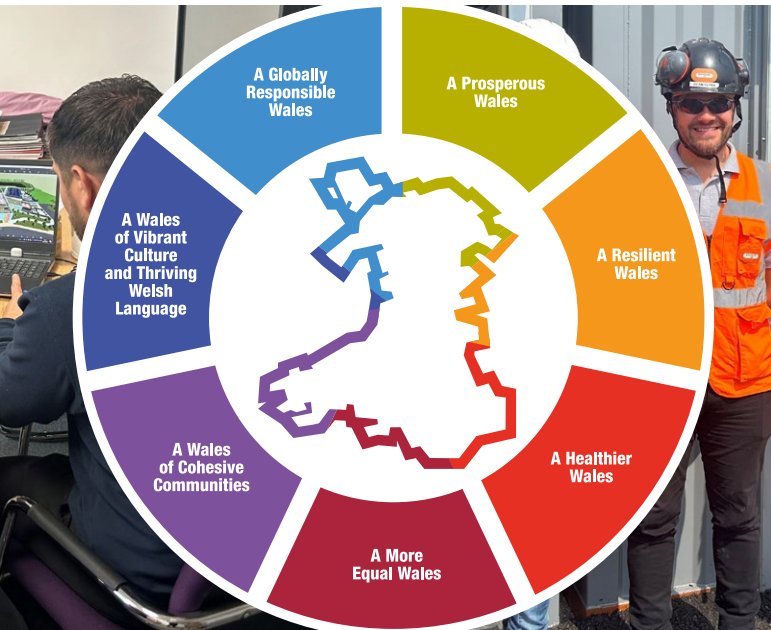 A Globally
Responsible
Wales
A Prosperous
Wales
A Resilient
Wales
A Healthier
Wales
A More
Equal Wales
A Wales
of Cohesive
Communities
A Wales
of Vibrant
Culture
and Thriving
Welsh
Language